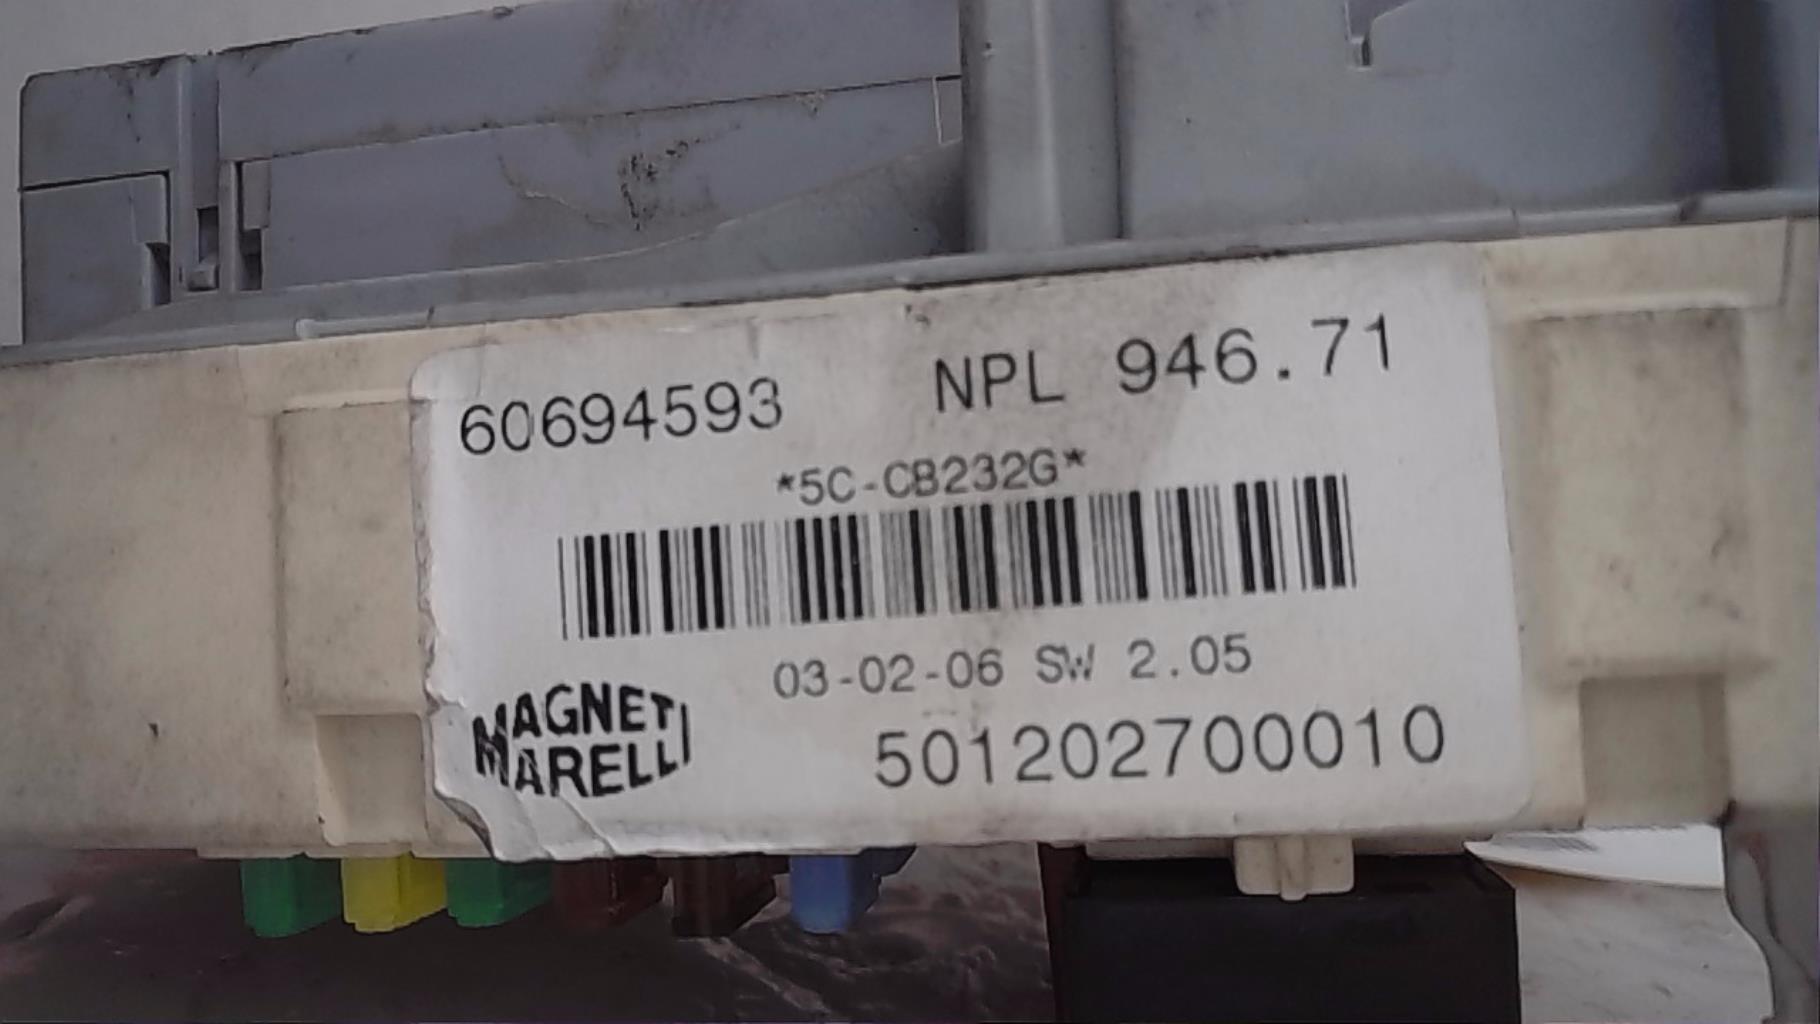 60694593 NPL 946.71
*5C-CB232G*
03-02-06 SW 2.05
MAGNETI
MARELLI
501202700010